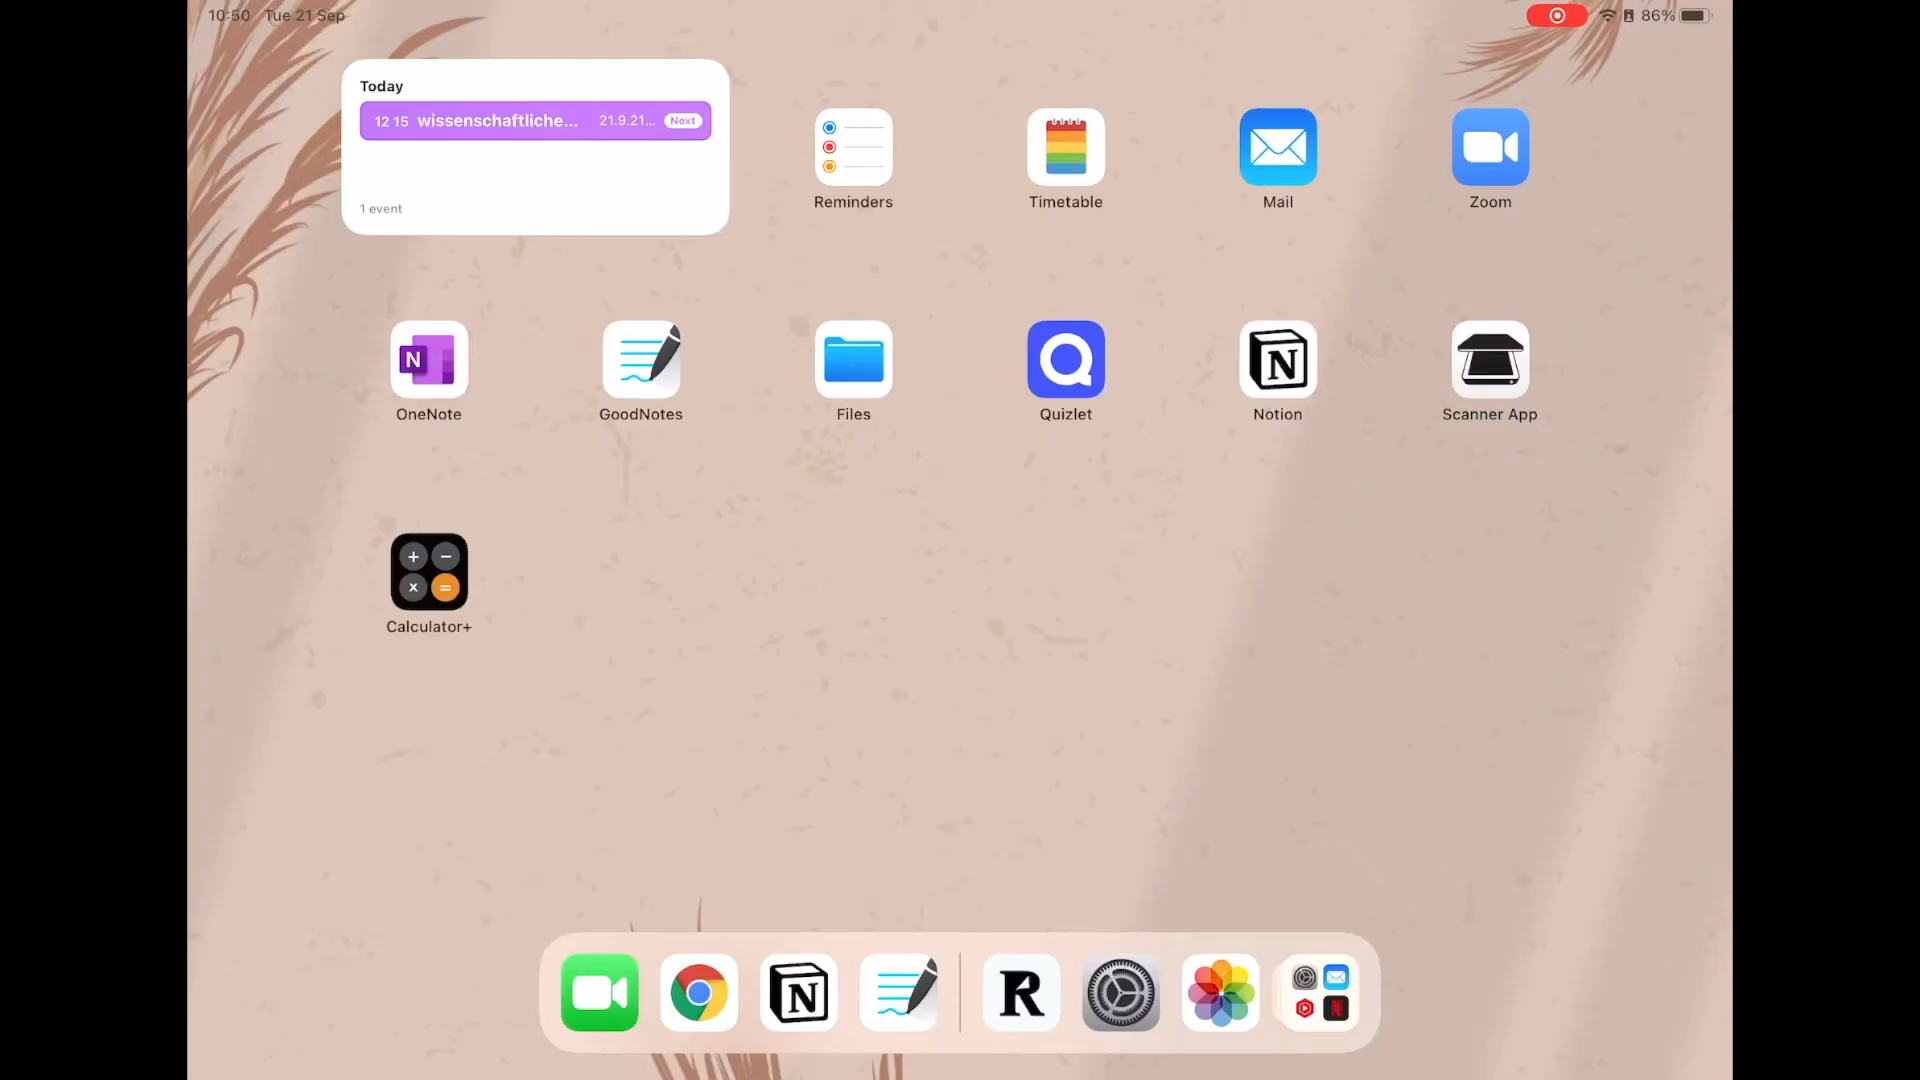 10:50 Tue 21 Sep
86%
Today
12 15 wissenschaftliche... 21.9.21... Next
1 event
Reminders
Timetable
Mail
Zoom
N
N
OneNote
GoodNotes
Files
Quizlet
Notion
Scanner App
+ −
x =
Calculator+
N
R
N